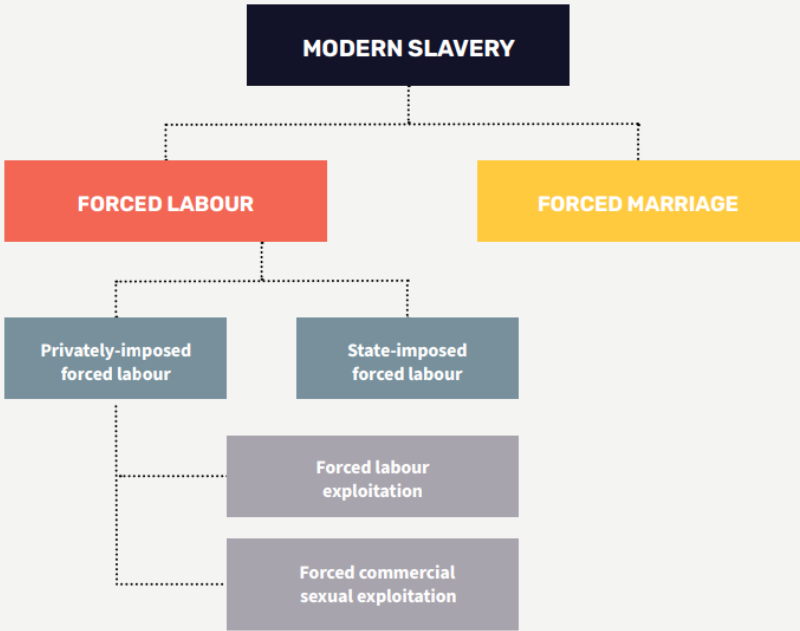 MODERN SLAVERY
FORCED LABOUR
FORCED MARRIAGE
Privately-imposed
forced labour
State-imposed
forced labour
Forced labour
exploitation
Forced commercial
sexual exploitation